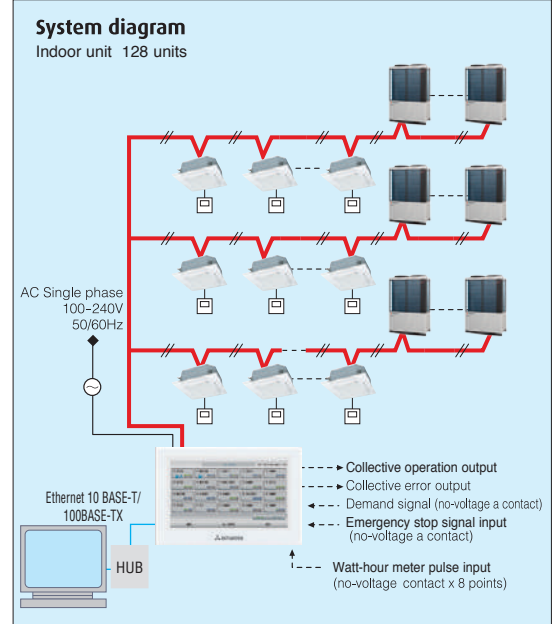 System diagram
Indoor unit 128 units
AC Single phase
100-240V
50/60Hz
Ethernet 10 BASE-T/
100BASE-TX
HUB
Collective operation output
Collective error output
Demand signal (no-voltage a contact)
Emergency stop signal input
(no-voltage a contact)
Watt-hour meter pulse input
(no-voltage contact x 8 points)